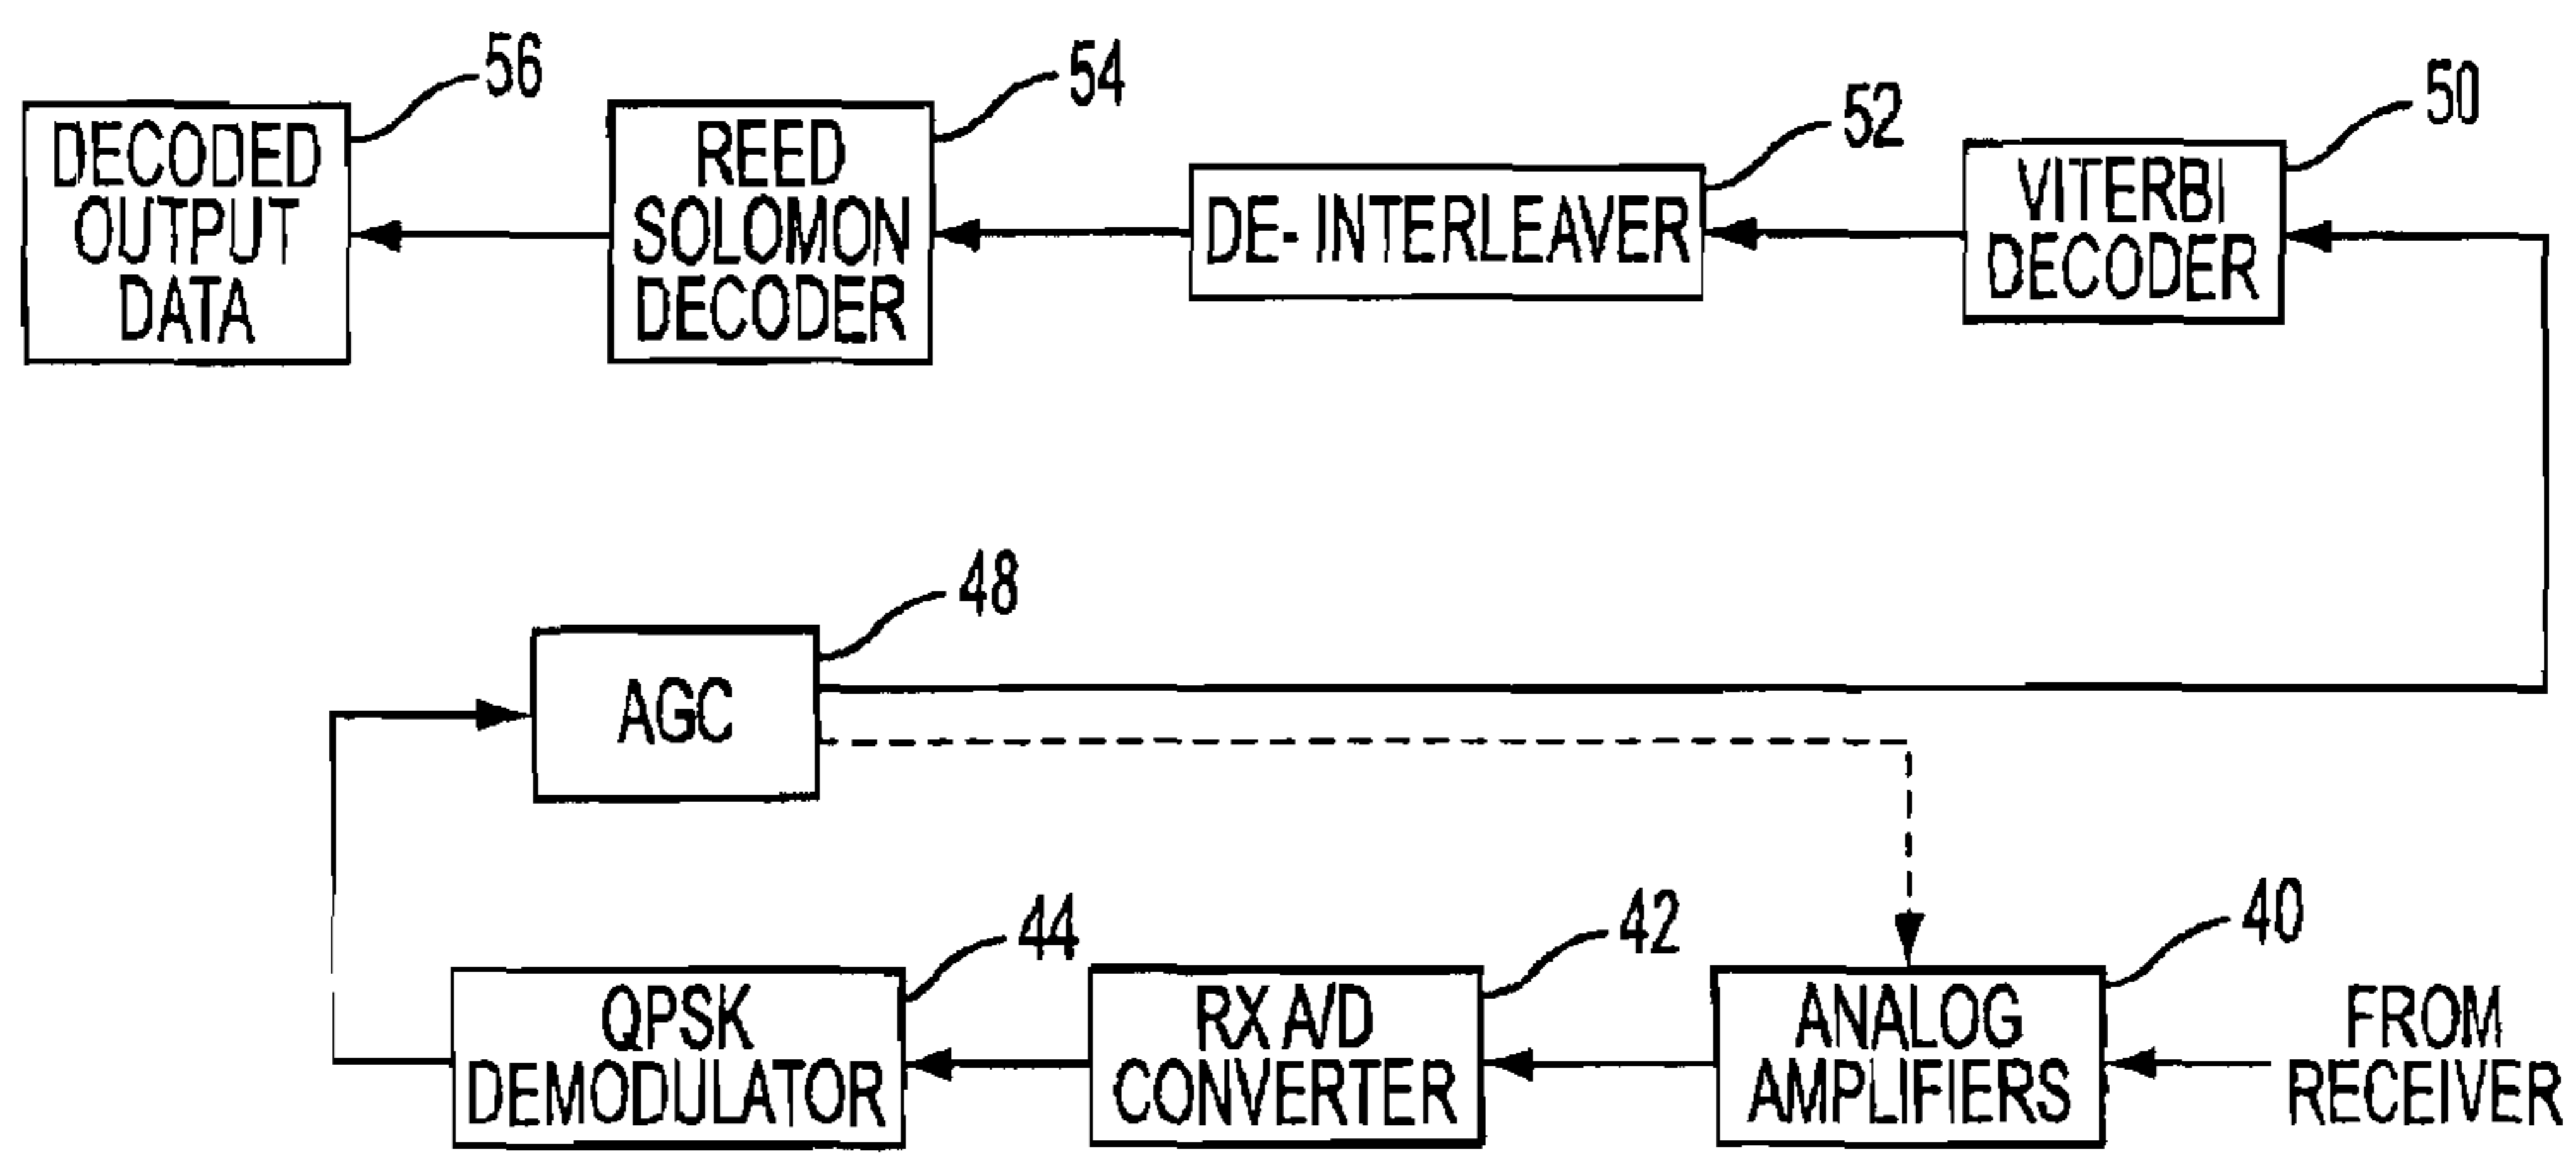 56
DECODED
OUTPUT
DATA
54
REED
SOLOMON
DECODER
52
DE- INTERLEAVER
50
VITERBI
DECODER
48
AGC
44
QPSK
DEMODULATOR
42
RX A/D
CONVERTER
40
ANALOG
AMPLIFIERS
FROM
RECEIVER